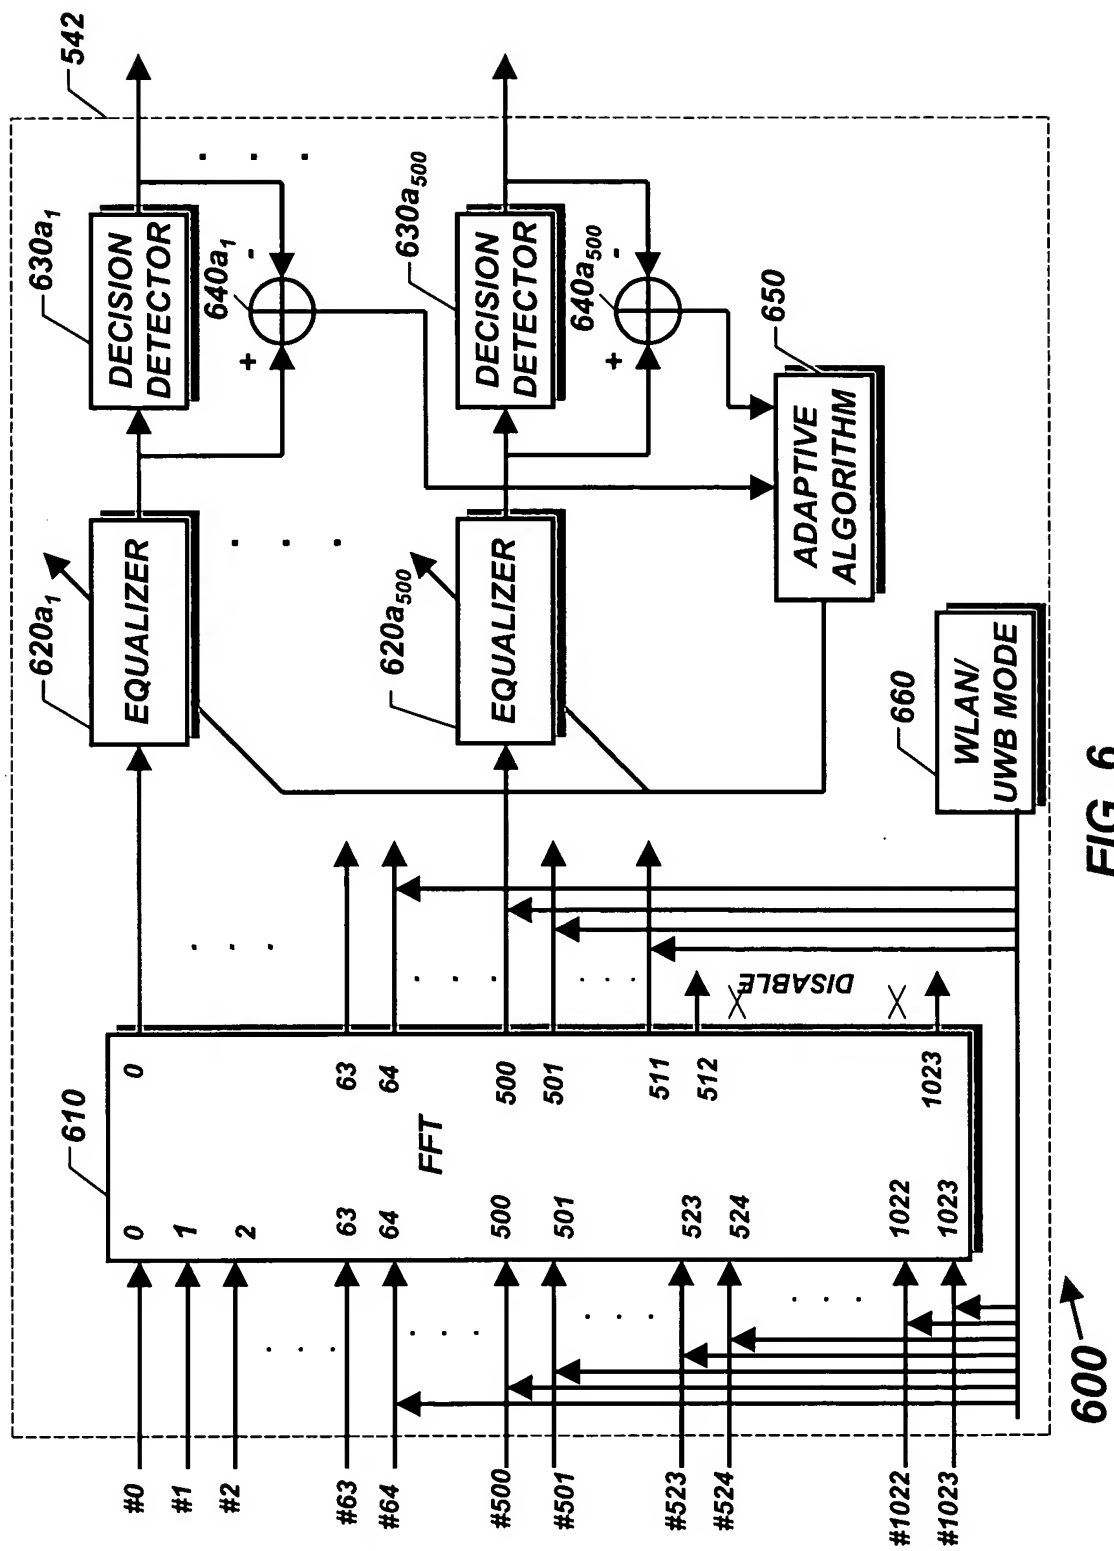 542
630a1
DECISION
DETECTOR
640a1
+
-
620a1
EQUALIZER
630a500
DECISION
DETECTOR
640a500
+
-
620a500
EQUALIZER
650
ADAPTIVE
ALGORITHM
660
WLAN/
UWB MODE
610
FFT
0
63
64
500
501
511
512
1023
DISABLE
0
1
2
63
64
500
501
523
524
1022
1023
#0
#1
#2
#63
#64
#500
#501
#523
#524
#1022
#1023
600
FIG. 6